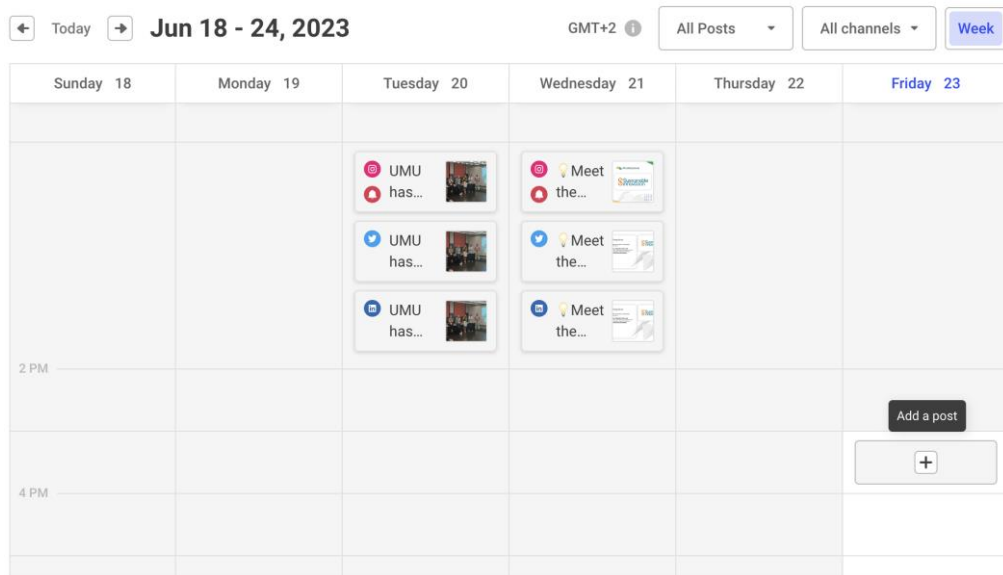 Today Jun 18 - 24, 2023 GMT+2 All Posts All channels Week
Sunday 18 Monday 19 Tuesday 20 Wednesday 21 Thursday 22 Friday 23
UMU
has...
💡Meet
the...
UMU
has...
💡Meet
the...
UMU
has...
💡Meet
the...
2 PM
Add a post
4 PM